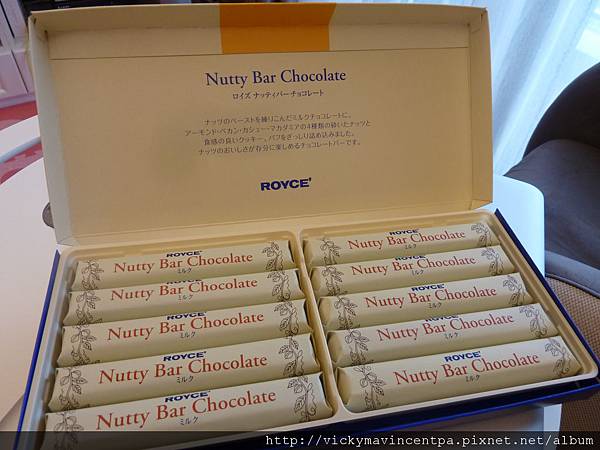 Nutty Bar Chocolate
ロイズ ナッティバーチョコレート
ナッツのペーストを練りこんだミルクチョコレートに、
アーモンド・ペカン・カシュー・マカダミアの4種類の砕いたナッツと
食感の良いクッキー、パフをぎっしり詰め込みました。
ナッツのおいしさが存分に楽しめるチョコレートバーです。
ROYCE'
ROYCE'
Nutty Bar Chocolate
ミルク
ROYCE'
Nutty Bar Chocolate
ミルク
ROYCE'
Nutty Bar Chocolate
ミルク
ROYCE'
Nutty Bar Chocolate
ミルク
ROYCE'
Nutty Bar Chocolate
ミルク
ROYCE'
Nutty Bar Chocolate
ミルク
ROYCE'
Nutty Bar Chocolate
ミルク
ROYCE'
Nutty Bar Chocolate
ミルク
ROYCE'
Nutty Bar Chocolate
ミルク
ROYCE'
Nutty Bar Chocolate
ミルク
http://vickymavincentpa.pixnet.net/album